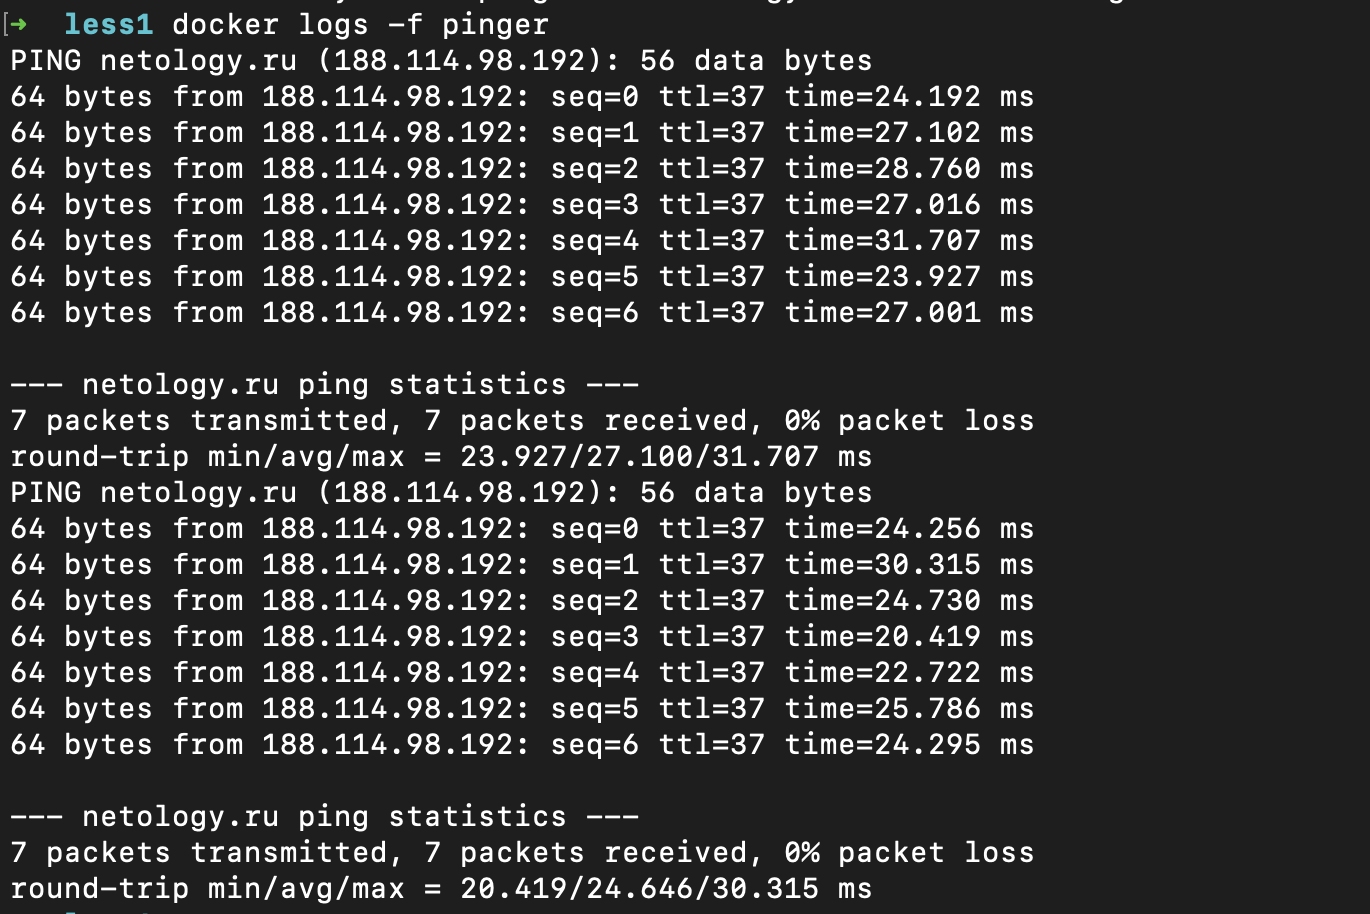 [➜ less1 docker logs -f pinger
PING netology.ru (188.114.98.192): 56 data bytes
64 bytes from 188.114.98.192: seq=0 ttl=37 time=24.192 ms
64 bytes from 188.114.98.192: seq=1 ttl=37 time=27.102 ms
64 bytes from 188.114.98.192: seq=2 ttl=37 time=28.760 ms
64 bytes from 188.114.98.192: seq=3 ttl=37 time=27.016 ms
64 bytes from 188.114.98.192: seq=4 ttl=37 time=31.707 ms
64 bytes from 188.114.98.192: seq=5 ttl=37 time=23.927 ms
64 bytes from 188.114.98.192: seq=6 ttl=37 time=27.001 ms

--- netology.ru ping statistics ---
7 packets transmitted, 7 packets received, 0% packet loss
round-trip min/avg/max = 23.927/27.100/31.707 ms
PING netology.ru (188.114.98.192): 56 data bytes
64 bytes from 188.114.98.192: seq=0 ttl=37 time=24.256 ms
64 bytes from 188.114.98.192: seq=1 ttl=37 time=30.315 ms
64 bytes from 188.114.98.192: seq=2 ttl=37 time=24.730 ms
64 bytes from 188.114.98.192: seq=3 ttl=37 time=20.419 ms
64 bytes from 188.114.98.192: seq=4 ttl=37 time=22.722 ms
64 bytes from 188.114.98.192: seq=5 ttl=37 time=25.786 ms
64 bytes from 188.114.98.192: seq=6 ttl=37 time=24.295 ms

--- netology.ru ping statistics ---
7 packets transmitted, 7 packets received, 0% packet loss
round-trip min/avg/max = 20.419/24.646/30.315 ms